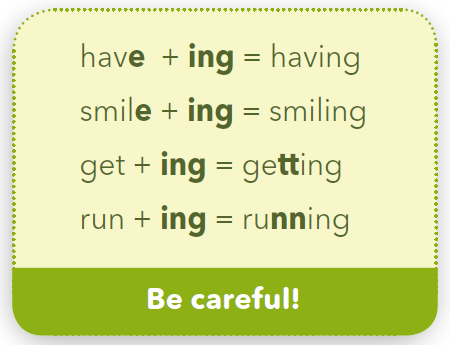 have + ing = having
smile + ing = smiling
get + ing = getting
run + ing = running
Be careful!